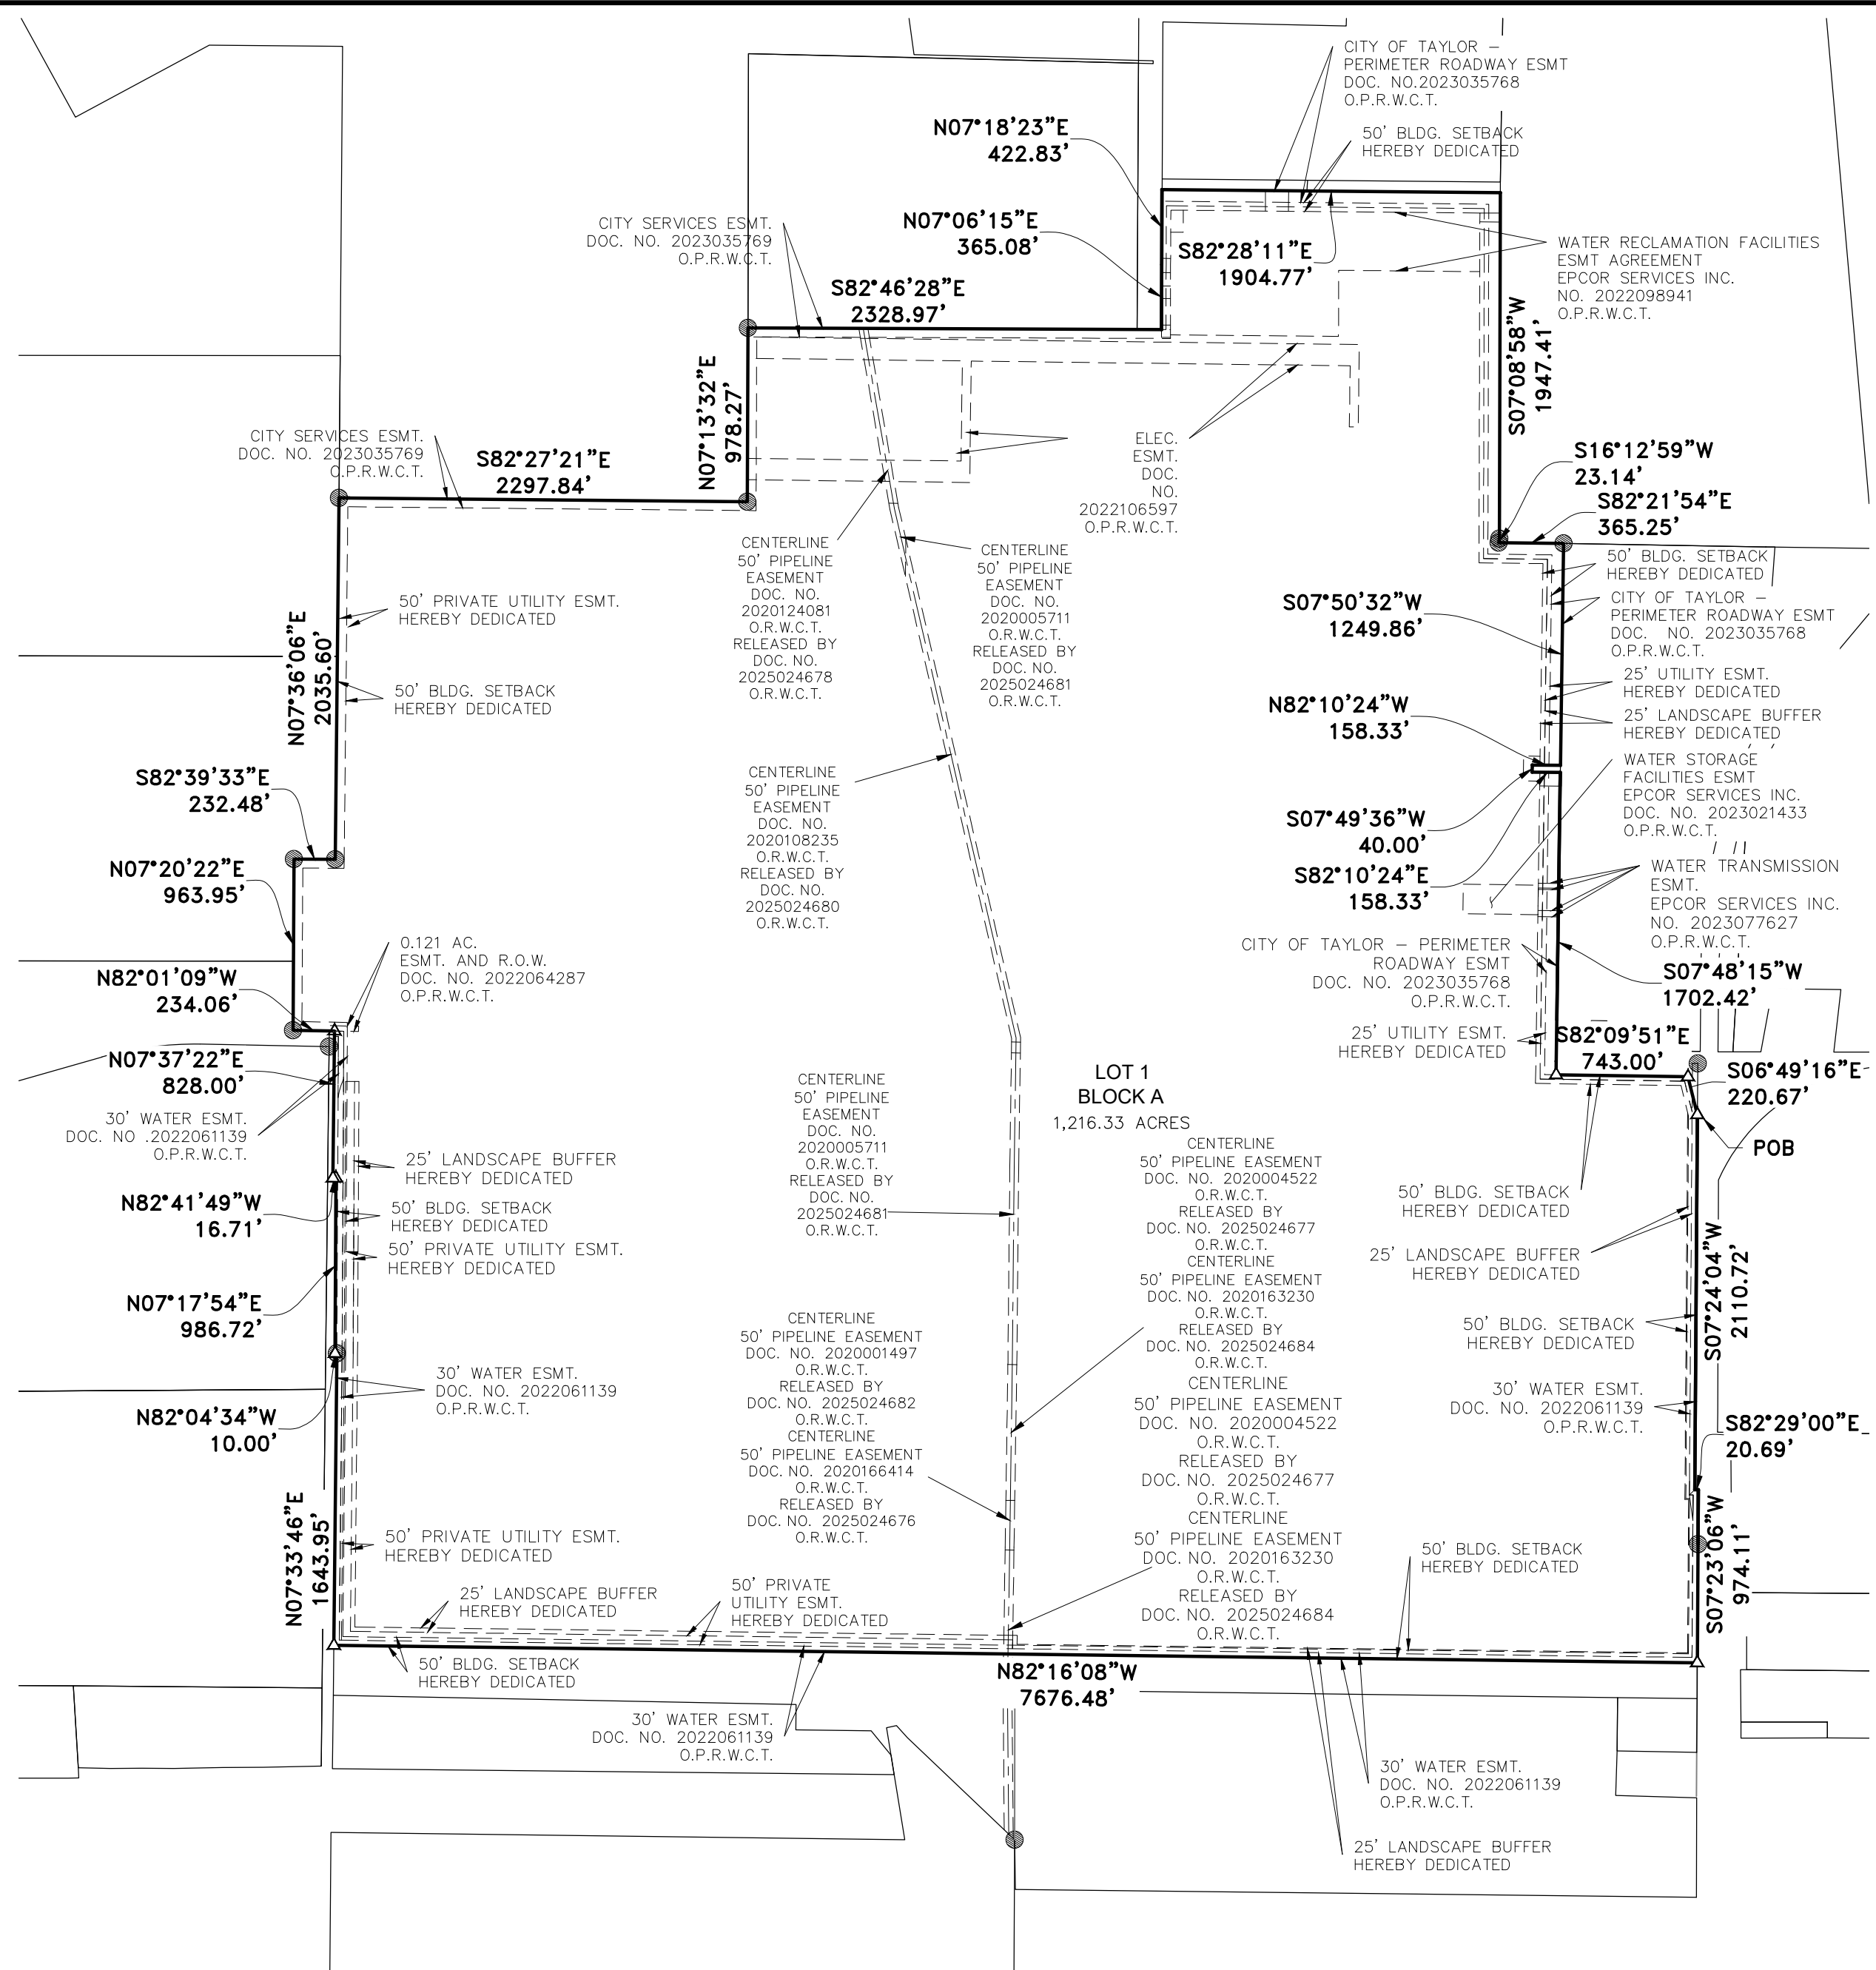 CITY OF TAYLOR –
PERIMETER ROADWAY ESMT
DOC. NO.2023035768
O.P.R.W.C.T.
N07°18'23"E
422.83'
50' BLDG. SETBACK
HEREBY DEDICATED
CITY SERVICES ESMT.
DOC. NO. 2023035769
O.P.R.W.C.T.
N07°06'15"E
365.08'
S82°28'11"E
1904.77'
WATER RECLAMATION FACILITIES
ESMT AGREEMENT
EPCOR SERVICES INC.
NO. 2022098941
O.P.R.W.C.T.
S82°46'28"E
2328.97'
S07°08'58"W
1947.41'
N07°13'32"E
978.27'
CITY SERVICES ESMT.
DOC. NO. 2023035769
O.P.R.W.C.T.
S82°27'21"E
2297.84'
ELEC.
ESMT.
DOC.
NO.
2022106597
O.P.R.W.C.T.
S16°12'59"W
23.14'
S82°21'54"E
365.25'
CENTERLINE
50' PIPELINE
EASEMENT
DOC. NO.
2020124081
O.R.W.C.T.
RELEASED BY
DOC. NO.
2025024678
O.R.W.C.T.
CENTERLINE
50' PIPELINE
EASEMENT
DOC. NO.
2020005711
O.R.W.C.T.
RELEASED BY
DOC. NO.
2025024681
O.R.W.C.T.
50' BLDG. SETBACK
HEREBY DEDICATED
CITY OF TAYLOR –
PERIMETER ROADWAY ESMT
DOC. NO. 2023035768
O.P.R.W.C.T.
S07°50'32"W
1249.86'
50' PRIVATE UTILITY ESMT.
HEREBY DEDICATED
N07°36'06"E
2035.60'
50' BLDG. SETBACK
HEREBY DEDICATED
25' UTILITY ESMT.
HEREBY DEDICATED
N82°10'24"W
158.33'
25' LANDSCAPE BUFFER
HEREBY DEDICATED
S82°39'33"E
232.48'
CENTERLINE
50' PIPELINE
EASEMENT
DOC. NO.
2020108235
O.R.W.C.T.
RELEASED BY
DOC. NO.
2025024680
O.R.W.C.T.
WATER STORAGE
FACILITIES ESMT
EPCOR SERVICES INC.
DOC. NO. 2023021433
O.P.R.W.C.T.
S07°49'36"W
40.00'
N07°20'22"E
963.95'
S82°10'24"E
158.33'
WATER TRANSMISSION
ESMT.
EPCOR SERVICES INC.
NO. 2023077627
O.P.R.W.C.T.
0.121 AC.
ESMT. AND R.O.W.
DOC. NO. 2022064287
O.P.R.W.C.T.
CITY OF TAYLOR – PERIMETER
ROADWAY ESMT
DOC. NO. 2023035768
O.P.R.W.C.T.
N82°01'09"W
234.06'
S07°48'15"W
1702.42'
25' UTILITY ESMT.
HEREBY DEDICATED
S82°09'51"E
743.00'
N07°37'22"E
828.00'
LOT 1
BLOCK A
1,216.33 ACRES
S06°49'16"E
220.67'
CENTERLINE
50' PIPELINE
EASEMENT
DOC. NO.
2020005711
O.R.W.C.T.
RELEASED BY
DOC. NO.
2025024681
O.R.W.C.T.
30' WATER ESMT.
DOC. NO .2022061139
O.P.R.W.C.T.
POB
25' LANDSCAPE BUFFER
HEREBY DEDICATED
CENTERLINE
50' PIPELINE EASEMENT
DOC. NO. 2020004522
O.R.W.C.T.
RELEASED BY
DOC. NO. 2025024677
O.R.W.C.T.
CENTERLINE
50' PIPELINE EASEMENT
DOC. NO. 2020163230
O.R.W.C.T.
RELEASED BY
DOC. NO. 2025024684
O.R.W.C.T.
CENTERLINE
50' PIPELINE EASEMENT
DOC. NO. 2020004522
O.R.W.C.T.
RELEASED BY
DOC. NO. 2025024677
O.R.W.C.T.
CENTERLINE
50' PIPELINE EASEMENT
DOC. NO. 2020163230
O.R.W.C.T.
RELEASED BY
DOC. NO. 2025024684
O.R.W.C.T.
N82°41'49"W
16.71'
50' BLDG. SETBACK
HEREBY DEDICATED
50' BLDG. SETBACK
HEREBY DEDICATED
50' PRIVATE UTILITY ESMT.
HEREBY DEDICATED
25' LANDSCAPE BUFFER
HEREBY DEDICATED
S07°24'04"W
2110.72'
N07°17'54"E
986.72'
CENTERLINE
50' PIPELINE EASEMENT
DOC. NO. 2020001497
O.R.W.C.T.
RELEASED BY
DOC. NO. 2025024682
O.R.W.C.T.
CENTERLINE
50' PIPELINE EASEMENT
DOC. NO. 2020166414
O.R.W.C.T.
RELEASED BY
DOC. NO. 2025024676
O.R.W.C.T.
50' BLDG. SETBACK
HEREBY DEDICATED
30' WATER ESMT.
DOC. NO. 2022061139
O.P.R.W.C.T.
30' WATER ESMT.
DOC. NO. 2022061139
O.P.R.W.C.T.
N82°04'34"W
10.00'
S82°29'00"E
20.69'
N07°33'46"E
1643.95'
50' PRIVATE UTILITY ESMT.
HEREBY DEDICATED
S07°23'06"W
974.11'
50' BLDG. SETBACK
HEREBY DEDICATED
25' LANDSCAPE BUFFER
HEREBY DEDICATED
50' PRIVATE
UTILITY ESMT.
HEREBY DEDICATED
50' BLDG. SETBACK
HEREBY DEDICATED
N82°16'08"W
7676.48'
30' WATER ESMT.
DOC. NO. 2022061139
O.P.R.W.C.T.
30' WATER ESMT.
DOC. NO. 2022061139
O.P.R.W.C.T.
25' LANDSCAPE BUFFER
HEREBY DEDICATED